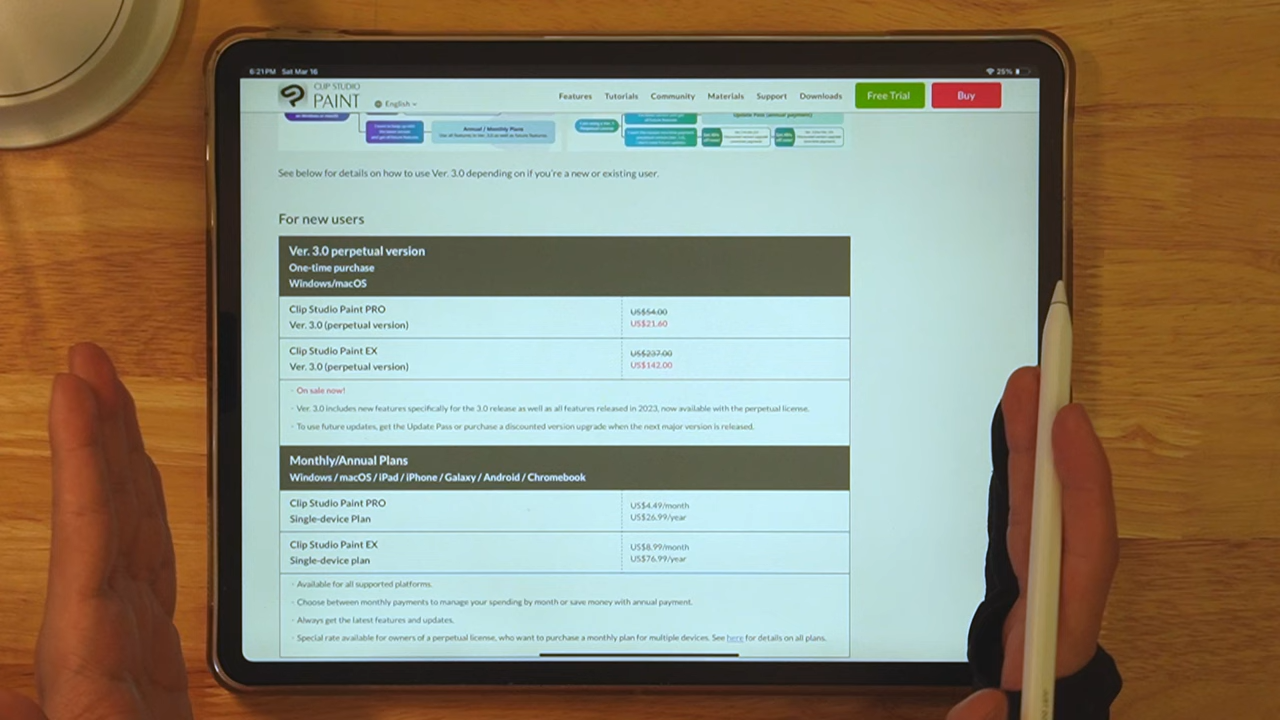 6:21PM Sat Mar 16
25%
CLIP STUDIO
PAINT
English
Features Tutorials Community Materials Support Downloads Free Trial Buy
Annual / Monthly Plans
Update Pass (annual payment)
See below for details on how to use Ver. 3.0 depending on if you're a new or existing user.
For new users
Ver. 3.0 perpetual version
One-time purchase
Windows/macOS
Clip Studio Paint PRO
Ver. 3.0 (perpetual version)
US$54.00
US$21.60
Clip Studio Paint EX
Ver. 3.0 (perpetual version)
US$237.00
US$142.00
· On sale now!
· Ver. 3.0 includes new features specifically for the 3.0 release as well as all features released in 2023, now available with the perpetual license.
· To use future updates, get the Update Pass or purchase a discounted version upgrade when the next major version is released.
Monthly/Annual Plans
Windows / macOS / iPad / iPhone / Galaxy / Android / Chromebook
Clip Studio Paint PRO
Single-device Plan
US$4.49/month
US$26.99/year
Clip Studio Paint EX
Single-device plan
US$8.99/month
US$76.99/year
· Available for all supported platforms.
· Choose between monthly payments to manage your spending by month or save money with annual payment.
· Always get the latest features and updates.
· Special rate available for owners of a perpetual license, who want to purchase a monthly plan for multiple devices. See here for details on all plans.